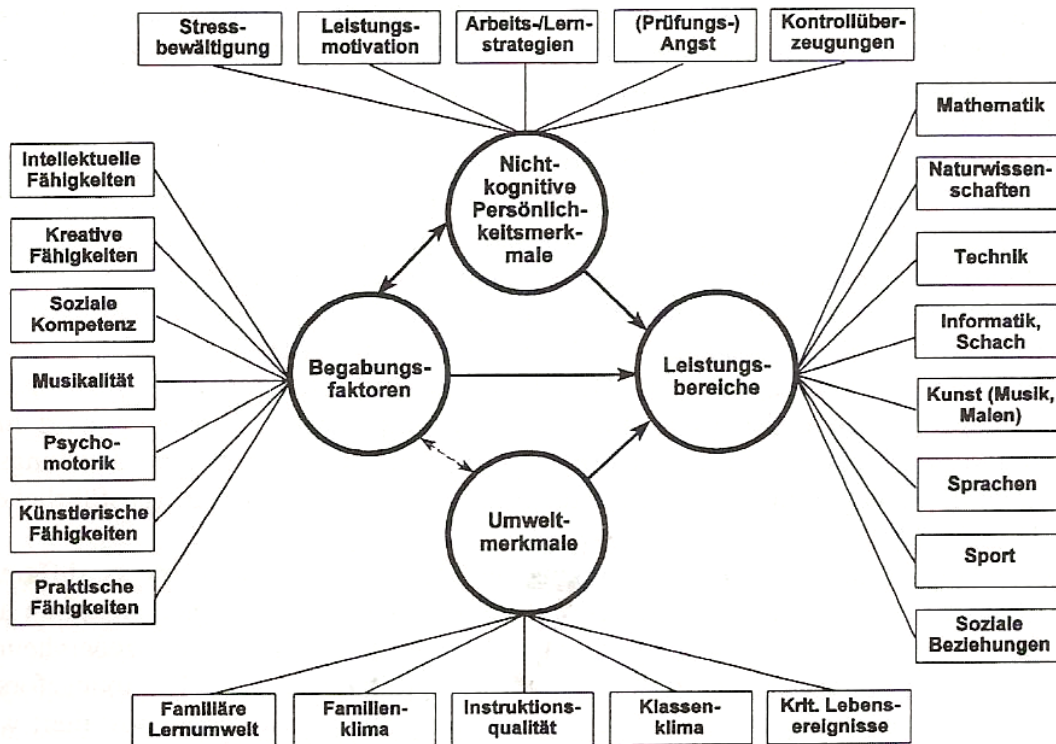 Stress-
bewältigung
Leistungs-
motivation
Arbeits-/Lern-
strategien
(Prüfungs-)
Angst
Kontrollüber-
zeugungen
Nicht-
kognitive
Persönlich-
keitsmerk-
male
Intellektuelle
Fähigkeiten
Kreative
Fähigkeiten
Soziale
Kompetenz
Musikalität
Psycho-
motorik
Künstlerische
Fähigkeiten
Praktische
Fähigkeiten
Begabungs-
faktoren
Leistungs-
bereiche
Umwelt-
merkmale
Mathematik
Naturwissen-
schaften
Technik
Informatik,
Schach
Kunst (Musik,
Malen)
Sprachen
Sport
Soziale
Beziehungen
Familiäre
Lernumwelt
Familien-
klima
Instruktions-
qualität
Klassen-
klima
Krit. Lebens-
ereignisse